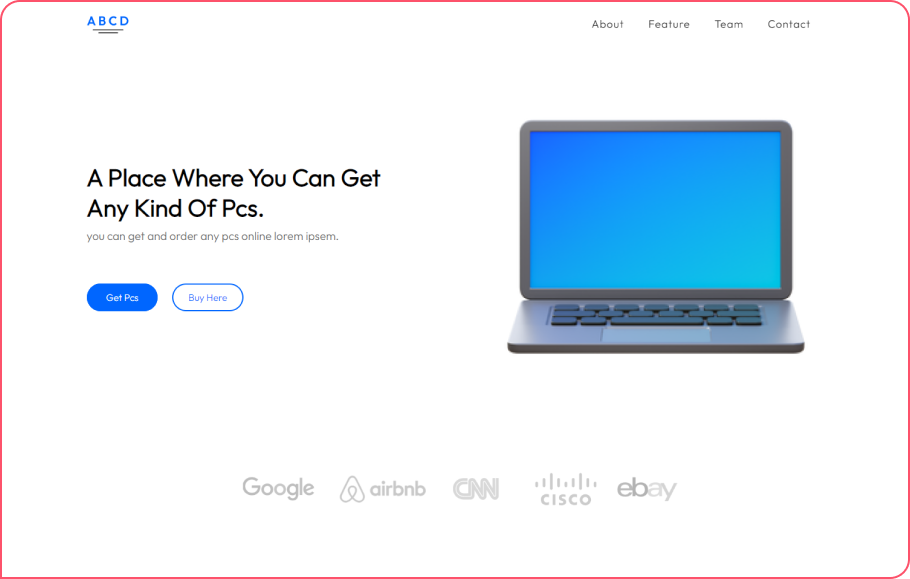 ABCD
About Feature Team Contact
A Place Where You Can Get
Any Kind Of Pcs.
you can get and order any pcs online lorem ipsem.
Get Pcs Buy Here
Google airbnb CNN cisco ebay